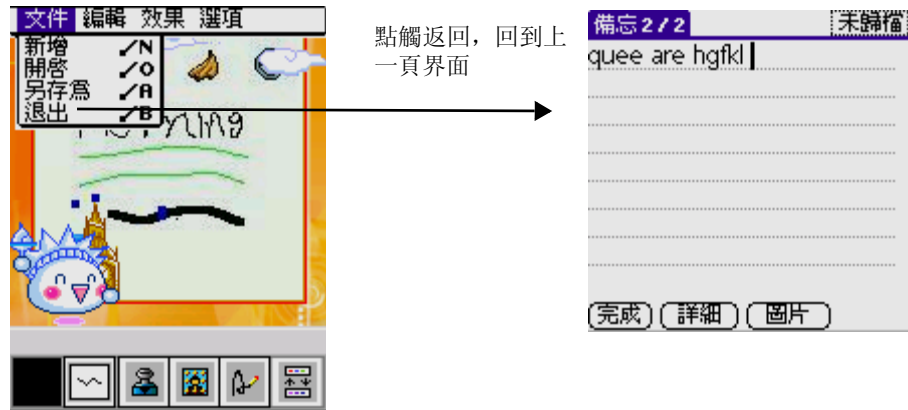 文件 編輯 效果 選項
新增 ✓N
開啓 ✓O
另存爲 ✓A
退出 ✓B
點觸返回，回到上
一頁界面
備忘 2/2 未歸檔
quee are hgfkl
完成 詳細 圖片